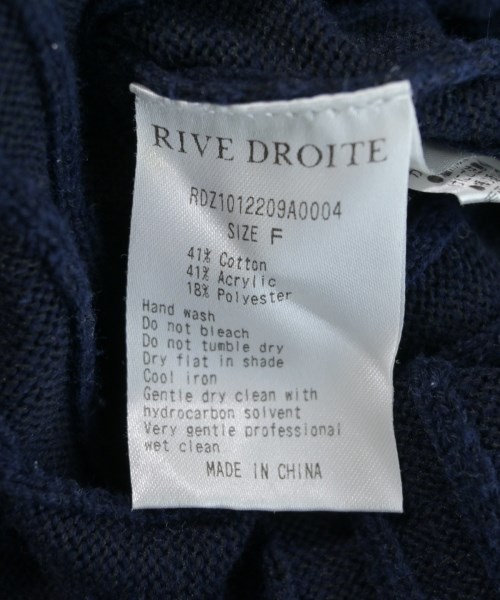 RIVE DROITE
RDZ1012209A0004
SIZE F
41% Cotton
41% Acrylic
18% Polyester
Hand wash
Do not bleach
Do not tumble dry
Dry flat in shade
Cool iron
Gentle dry clean with
hydrocarbon solvent
Very gentle professional
wet clean
MADE IN CHINA